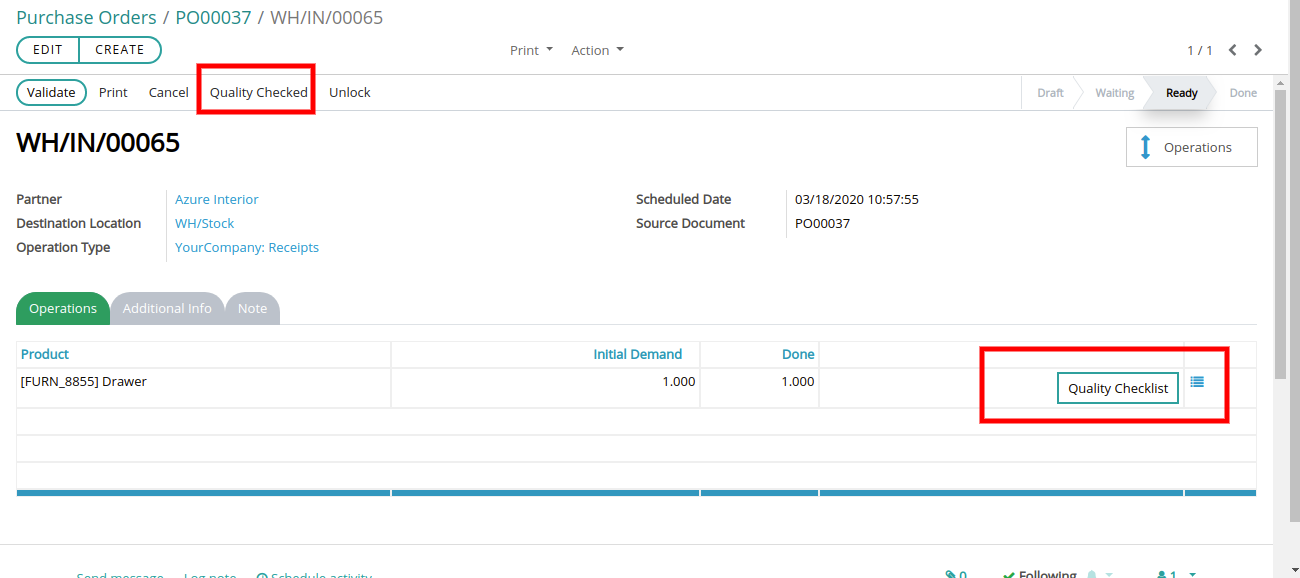 Purchase Orders / PO00037 / WH/IN/00065
EDIT CREATE Print Action 1 / 1
Validate Print Cancel Quality Checked Unlock Draft Waiting Ready Done
WH/IN/00065
Operations
Partner Azure Interior Scheduled Date 03/18/2020 10:57:55
Destination Location WH/Stock Source Document PO00037
Operation Type YourCompany: Receipts
Operations Additional Info Note
Product Initial Demand Done
[FURN_8855] Drawer 1.000 1.000 Quality Checklist
Send message Log note Schedule activity 0 Following 1